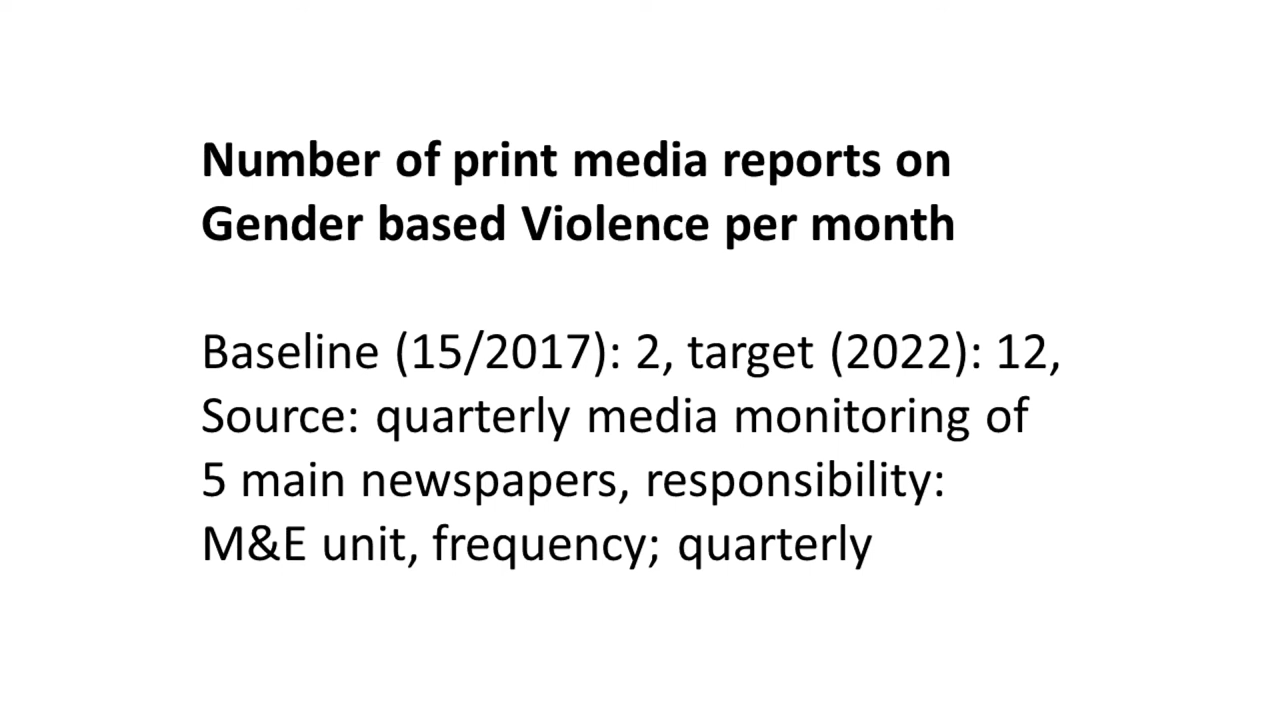 Number of print media reports on
Gender based Violence per month
Baseline (15/2017): 2, target (2022): 12,
Source: quarterly media monitoring of
5 main newspapers, responsibility:
M&E unit, frequency; quarterly